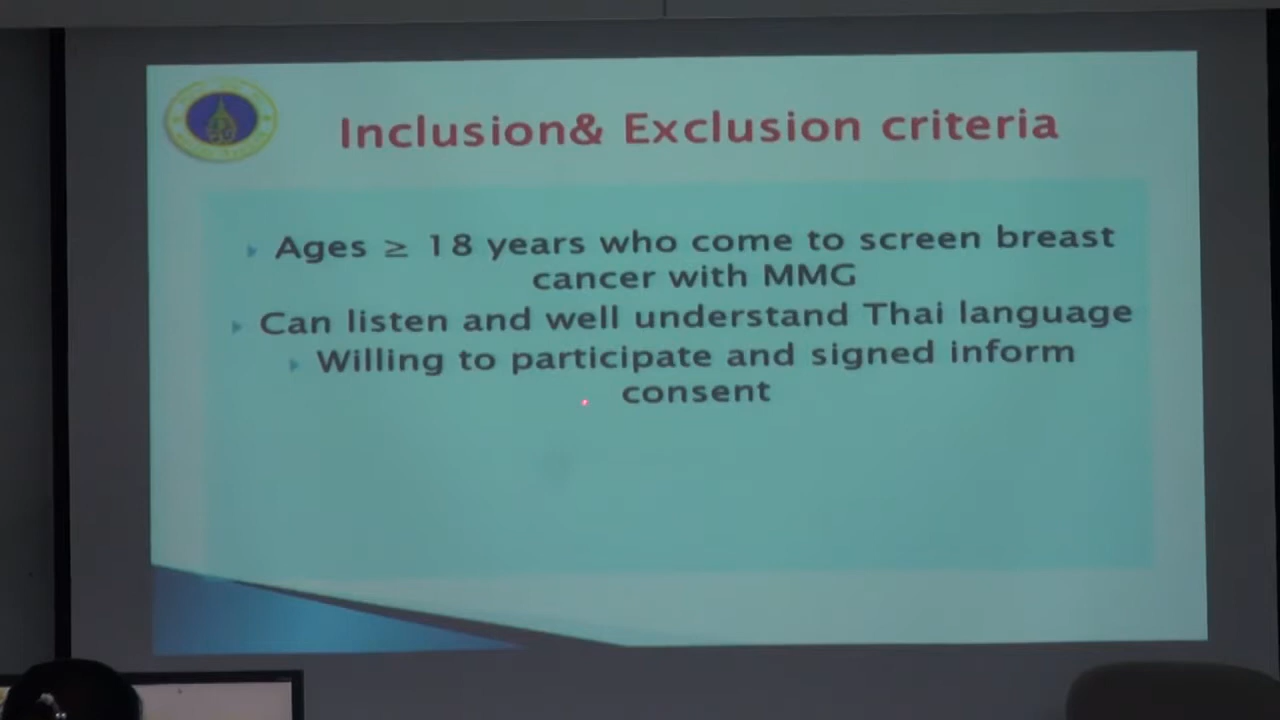 Inclusion& Exclusion criteria
Ages ≥ 18 years who come to screen breast
cancer with MMG
Can listen and well understand Thai language
Willing to participate and signed inform
consent